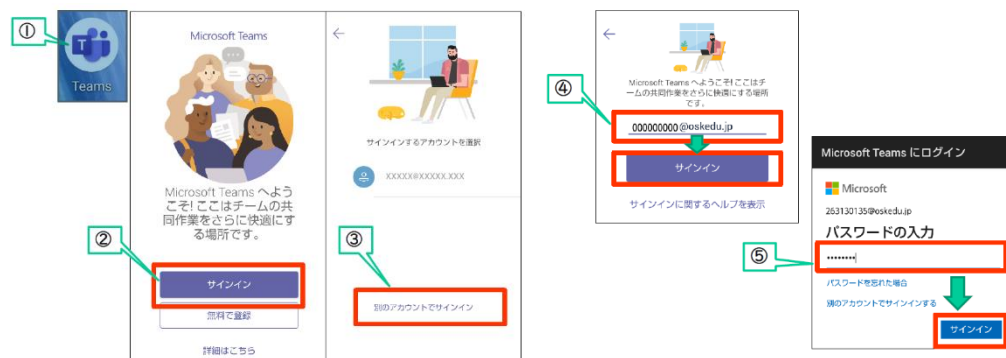 ①
Teams
Microsoft Teams
Microsoft Teams へよう
こそ! ここはチームの共
同作業をさらに快適にす
る場所です。
②
サインイン
無料で登録
詳細はこちら
サインインするアカウントを選択
XXXXX@XXXXX.XXX
③
別のアカウントでサインイン
Microsoft Teams へようこそ! ここはチ
ームの共同作業をさらに快適にする場所
です。
④
000000000@oskedu.jp
サインイン
サインインに関するヘルプを表示
Microsoft Teams にログイン
Microsoft
263130135@oskedu.jp
パスワードの入力
⑤
••••••••
パスワードを忘れた場合
別のアカウントでサインインする
サインイン